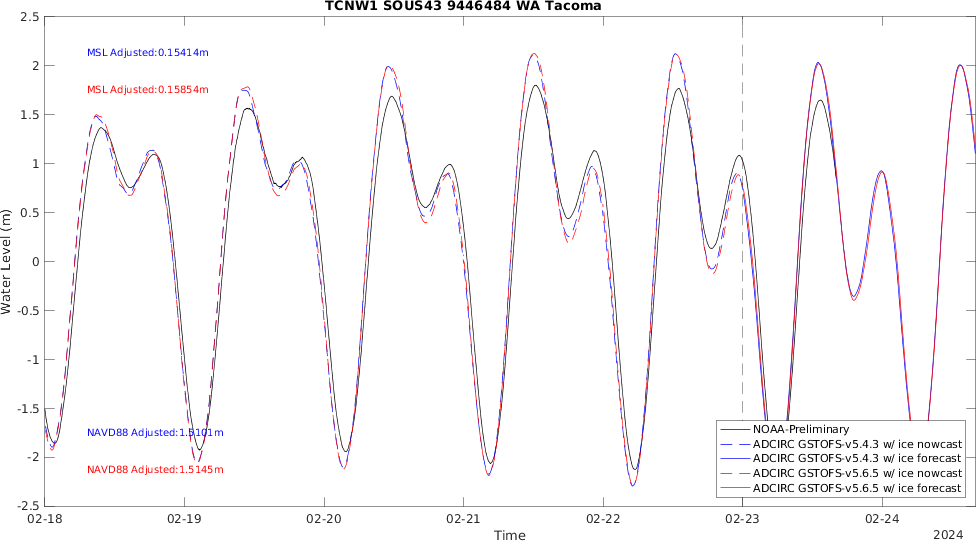 TCNW1 SOUS43 9446484 WA Tacoma
2.5
2
1.5
1
0.5
0
-0.5
-1
-1.5
-2
-2.5
Water Level (m)
MSL Adjusted:0.15414m
MSL Adjusted:0.15854m
NAVD88 Adjusted:1.5101m
NAVD88 Adjusted:1.5145m
NOAA-Preliminary
ADCIRC GSTOFS-v5.4.3 w/ ice nowcast
ADCIRC GSTOFS-v5.4.3 w/ ice forecast
ADCIRC GSTOFS-v5.6.5 w/ ice nowcast
ADCIRC GSTOFS-v5.6.5 w/ ice forecast
02-18 02-19 02-20 02-21 02-22 02-23 02-24
Time
2024